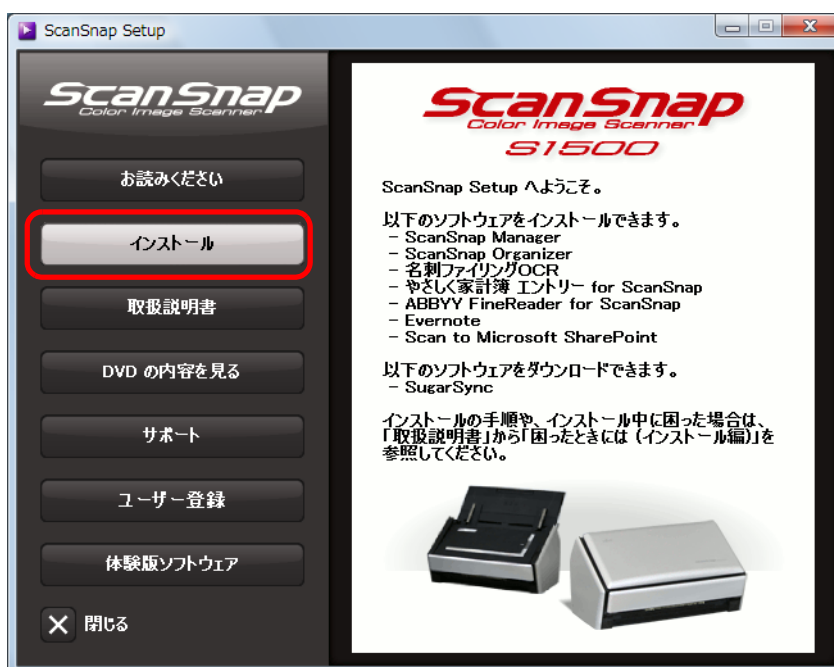 ScanSnap Setup
ScanSnap
Color Image Scanner
お読みください
インストール
取扱説明書
DVD の内容を見る
サポート
ユーザー登録
体験版ソフトウェア
閉じる
ScanSnap
Color Image Scanner
S1500
ScanSnap Setup へようこそ。
以下のソフトウェアをインストールできます。
- ScanSnap Manager
- ScanSnap Organizer
- 名刺ファイリングOCR
- やさしく家計簿 エントリー for ScanSnap
- ABBYY FineReader for ScanSnap
- Evernote
- Scan to Microsoft SharePoint
以下のソフトウェアをダウンロードできます。
- SugarSync
インストールの手順や、インストール中に困った場合は、
「取扱説明書」から「困ったときには（インストール編）」を
参照してください。